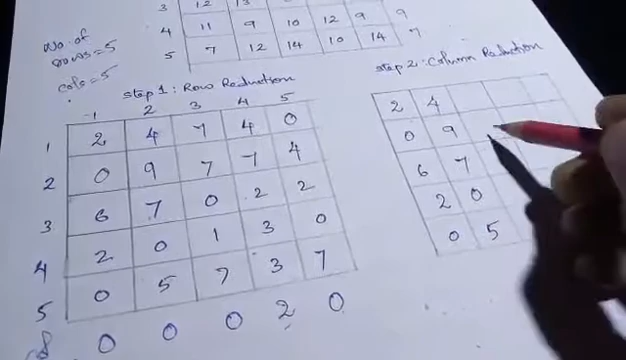 3 12 13
4 11 9 10 12 9 9
5 7 12 14 10 14 7
No. of
rows = 5
cols = 5
Step 1 : Row Reduction
1 2 3 4 5
1 2 4 7 4 0
2 0 9 7 7 4
3 6 7 0 2 2
4 2 0 1 3 0
5 0 5 7 3 7
0 0 0 2 0
Step 2 : Column Reduction
2 4
0 9
6 7
2 0
0 5